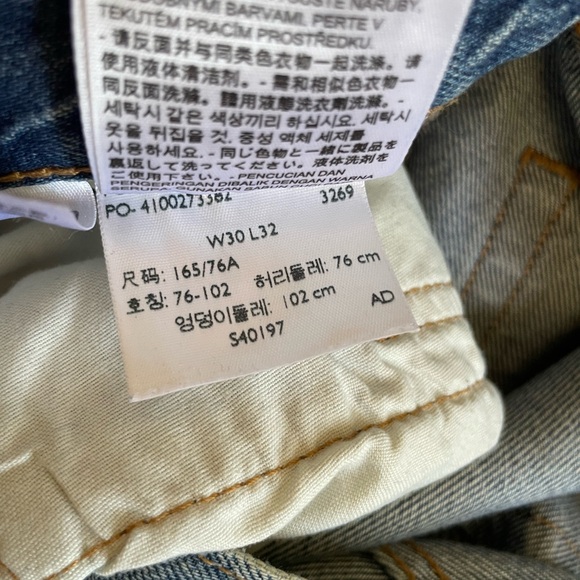 PODOBNÝMI BARVAMI. PERTE V
TEKUTÉM PRACÍM PROSTŘEDKU.
- 请反面并与同类色衣物一起洗涤。请
使用液体清洁剂。- 需和相似色衣物一
同反面洗滌。請用液態洗衣劑洗滌。-
세탁시 같은 색상끼리 하십시오. 세탁시
옷을 뒤집을 것. 중성 액체 세제를
사용하세요. - 同じ色物と一緒に製品を
裏返して洗ってください。液体洗剤を
ご使用下さい。- PENCUCIAN DAN
PENGERINGAN DIBALIK DENGAN WARNA
PO- 4100273382 3269
W30 L32
尺码: 165/76A
호칭: 76-102 허리둘레: 76 cm
엉덩이둘레: 102 cm AD
S40197